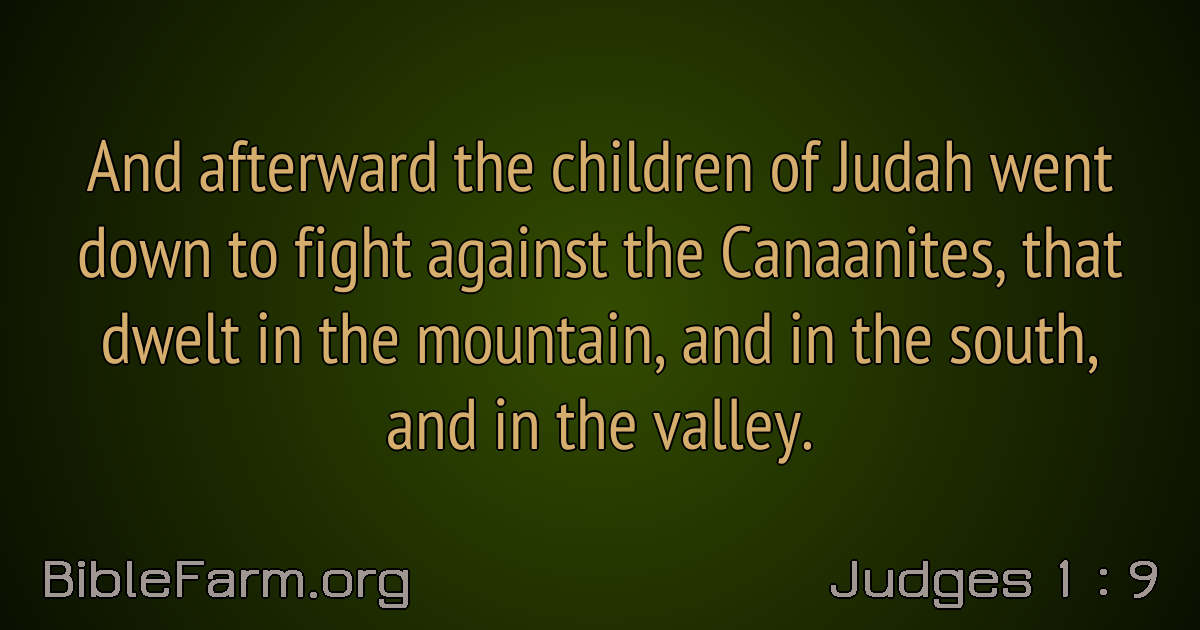 And afterward the children of Judah went
down to fight against the Canaanites, that
dwelt in the mountain, and in the south,
and in the valley.
BibleFarm.org
Judges 1 : 9